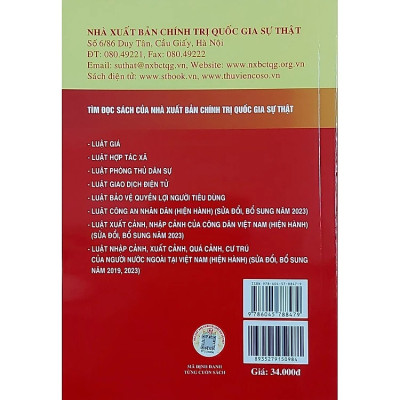 NHÀ XUẤT BẢN CHÍNH TRỊ QUỐC GIA SỰ THẬT
Số 6/86 Duy Tân, Cầu Giấy, Hà Nội
ĐT: 080.49221, Fax: 080.49222
Email: suthat@nxbctqg.vn, Website: www.nxbctqg.org.vn
Sách điện tử: www.stbook.vn, www.thuviencoso.vn
TÌM ĐỌC SÁCH CỦA NHÀ XUẤT BẢN CHÍNH TRỊ QUỐC GIA SỰ THẬT
- LUẬT GIÁ
- LUẬT HỢP TÁC XÃ
- LUẬT PHÒNG THỦ DÂN SỰ
- LUẬT GIAO DỊCH ĐIỆN TỬ
- LUẬT BẢO VỆ QUYỀN LỢI NGƯỜI TIÊU DÙNG
- LUẬT CÔNG AN NHÂN DÂN (HIỆN HÀNH) (SỬA ĐỔI, BỔ SUNG NĂM 2023)
- LUẬT XUẤT CẢNH, NHẬP CẢNH CỦA CÔNG DÂN VIỆT NAM (HIỆN HÀNH)
(SỬA ĐỔI, BỔ SUNG NĂM 2023)
- LUẬT NHẬP CẢNH, XUẤT CẢNH, QUÁ CẢNH, CƯ TRÚ
CỦA NGƯỜI NƯỚC NGOÀI TẠI VIỆT NAM (HIỆN HÀNH) (SỬA ĐỔI, BỔ SUNG
NĂM 2019, 2023)
9 786045 788479
8935279150984
MÃ ĐỊNH DANH
TỪNG CUỐN SÁCH
Giá: 34.000đ